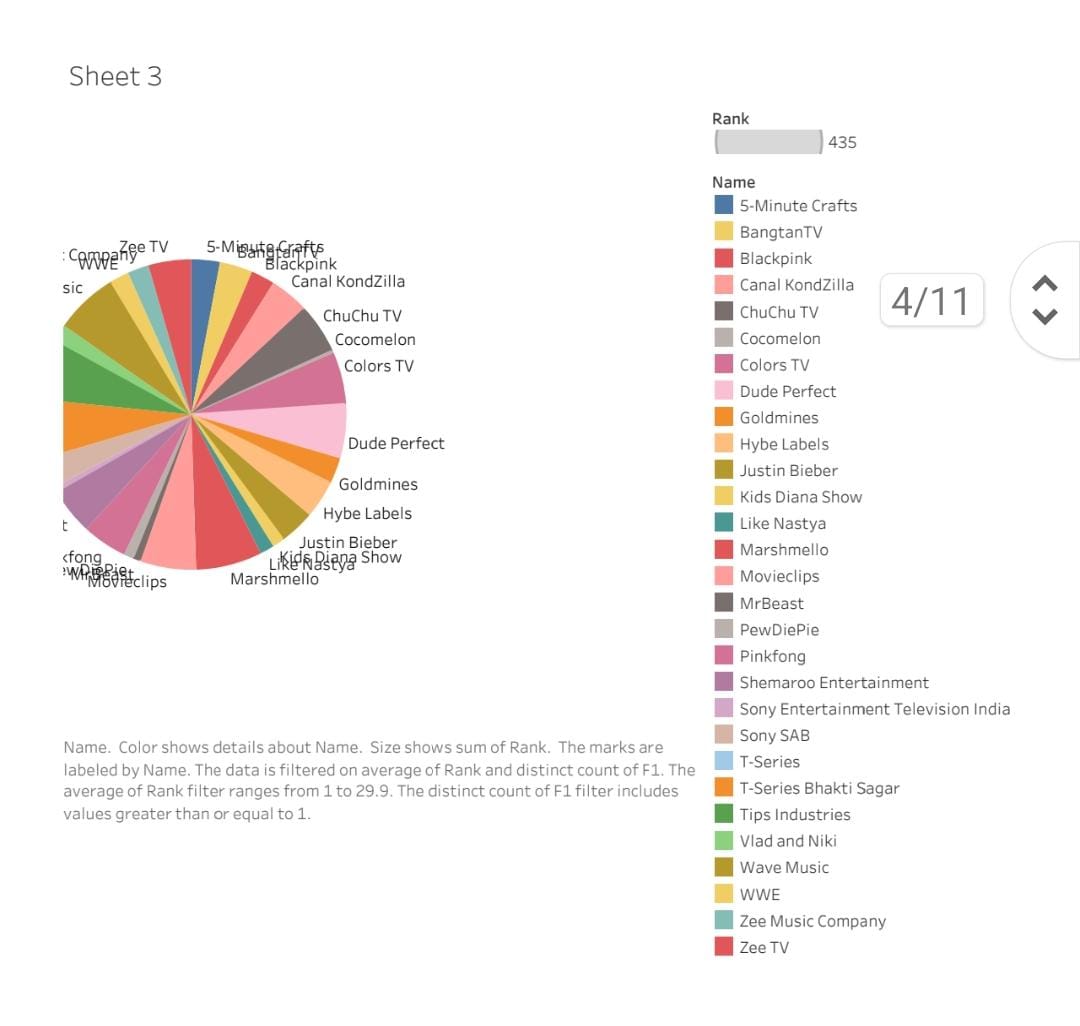 Sheet 3
Rank
435
Name
5-Minute Crafts
BangtanTV
Blackpink
Canal KondZilla
ChuChu TV
Cocomelon
Colors TV
Dude Perfect
Goldmines
Hybe Labels
Justin Bieber
Kids Diana Show
Like Nastya
Marshmello
Movieclips
MrBeast
PewDiePie
Pinkfong
Shemaroo Entertainment
Sony Entertainment Television India
Sony SAB
T-Series
T-Series Bhakti Sagar
Tips Industries
Vlad and Niki
Wave Music
WWE
Zee Music Company
Zee TV
4/11
Zee TV
Company
WWE
sic
5-Minute Crafts
BangtanTV
Blackpink
Canal KondZilla
ChuChu TV
Cocomelon
Colors TV
Dude Perfect
Goldmines
Hybe Labels
Justin Bieber
Kids Diana Show
Like Nastya
Marshmello
Movieclips
MrBeast
ewDiePie
kfong
t
Name. Color shows details about Name. Size shows sum of Rank. The marks are
labeled by Name. The data is filtered on average of Rank and distinct count of F1. The
average of Rank filter ranges from 1 to 29.9. The distinct count of F1 filter includes
values greater than or equal to 1.